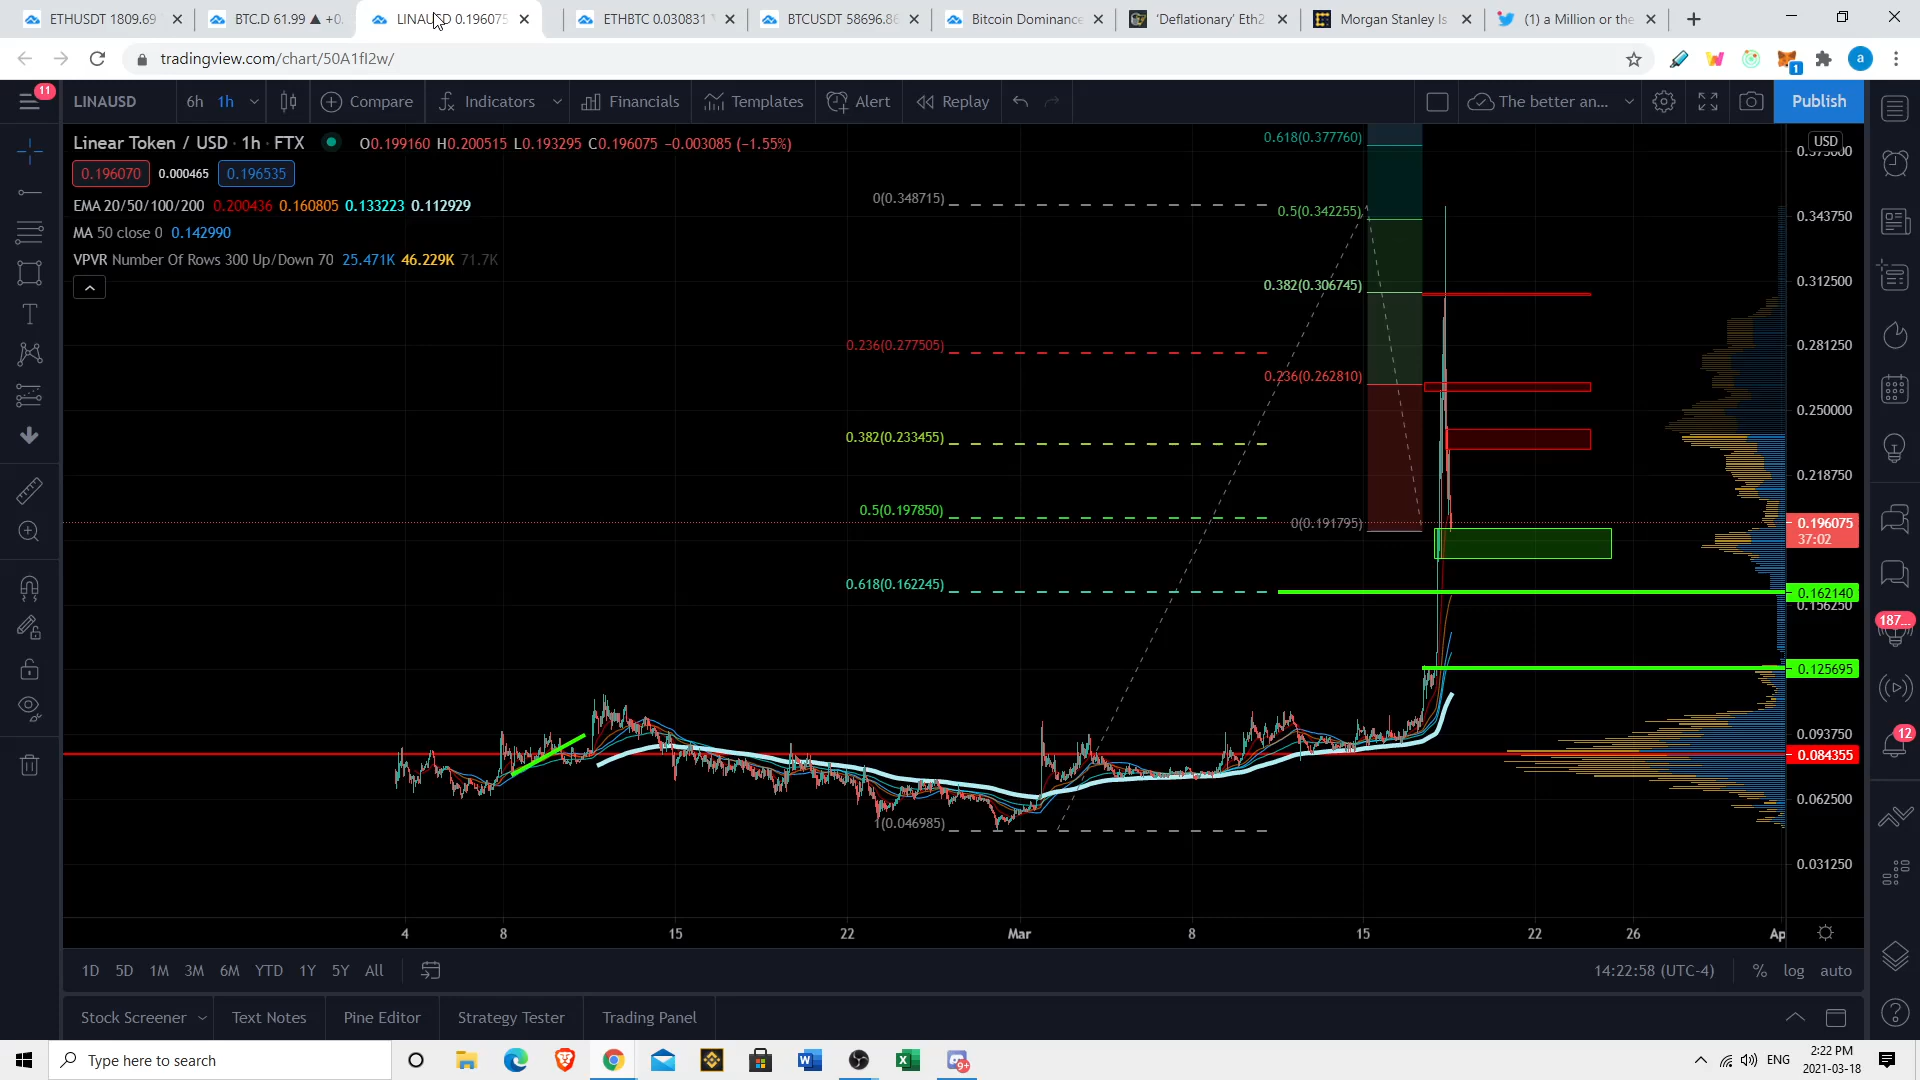 ETHUSDT 1809.69
BTC.D 61.99 ▲ +0.
LINAUSD 0.196075
ETHBTC 0.030831
BTCUSDT 58696.86
Bitcoin Dominance
'Deflationary' Eth2
Morgan Stanley Is
(1) a Million or the
tradingview.com/chart/50A1fI2w/
1
a
11
LINAUSD
6h 1h
Compare
Indicators
Financials
Templates
Alert
Replay
The better an...
Publish
Linear Token / USD · 1h · FTX O0.199160 H0.200515 L0.193295 C0.196075 −0.003085 (−1.55%)
0.196070 0.000465 0.196535
EMA 20/50/100/200 0.200436 0.160805 0.133223 0.112929
MA 50 close 0 0.142990
VPVR Number Of Rows 300 Up/Down 70 25.471K 46.229K 71.7K
0.618(0.377760)
0(0.348715)
0.5(0.342255)
0.382(0.306745)
0.236(0.277505)
0.236(0.262810)
0.382(0.233455)
0.5(0.197850)
0(0.191795)
0.618(0.162245)
1(0.046985)
USD
0.343750
0.312500
0.281250
0.250000
0.218750
0.196075
37:02
0.162140
0.156250
0.125695
0.093750
0.084355
0.062500
0.031250
187...
12
4 8 15 22 Mar 8 15 22 26 Ap
1D 5D 1M 3M 6M YTD 1Y 5Y All
14:22:58 (UTC-4) % log auto
Stock Screener Text Notes Pine Editor Strategy Tester Trading Panel
Type here to search
9+
ENG
2:22 PM
2021-03-18